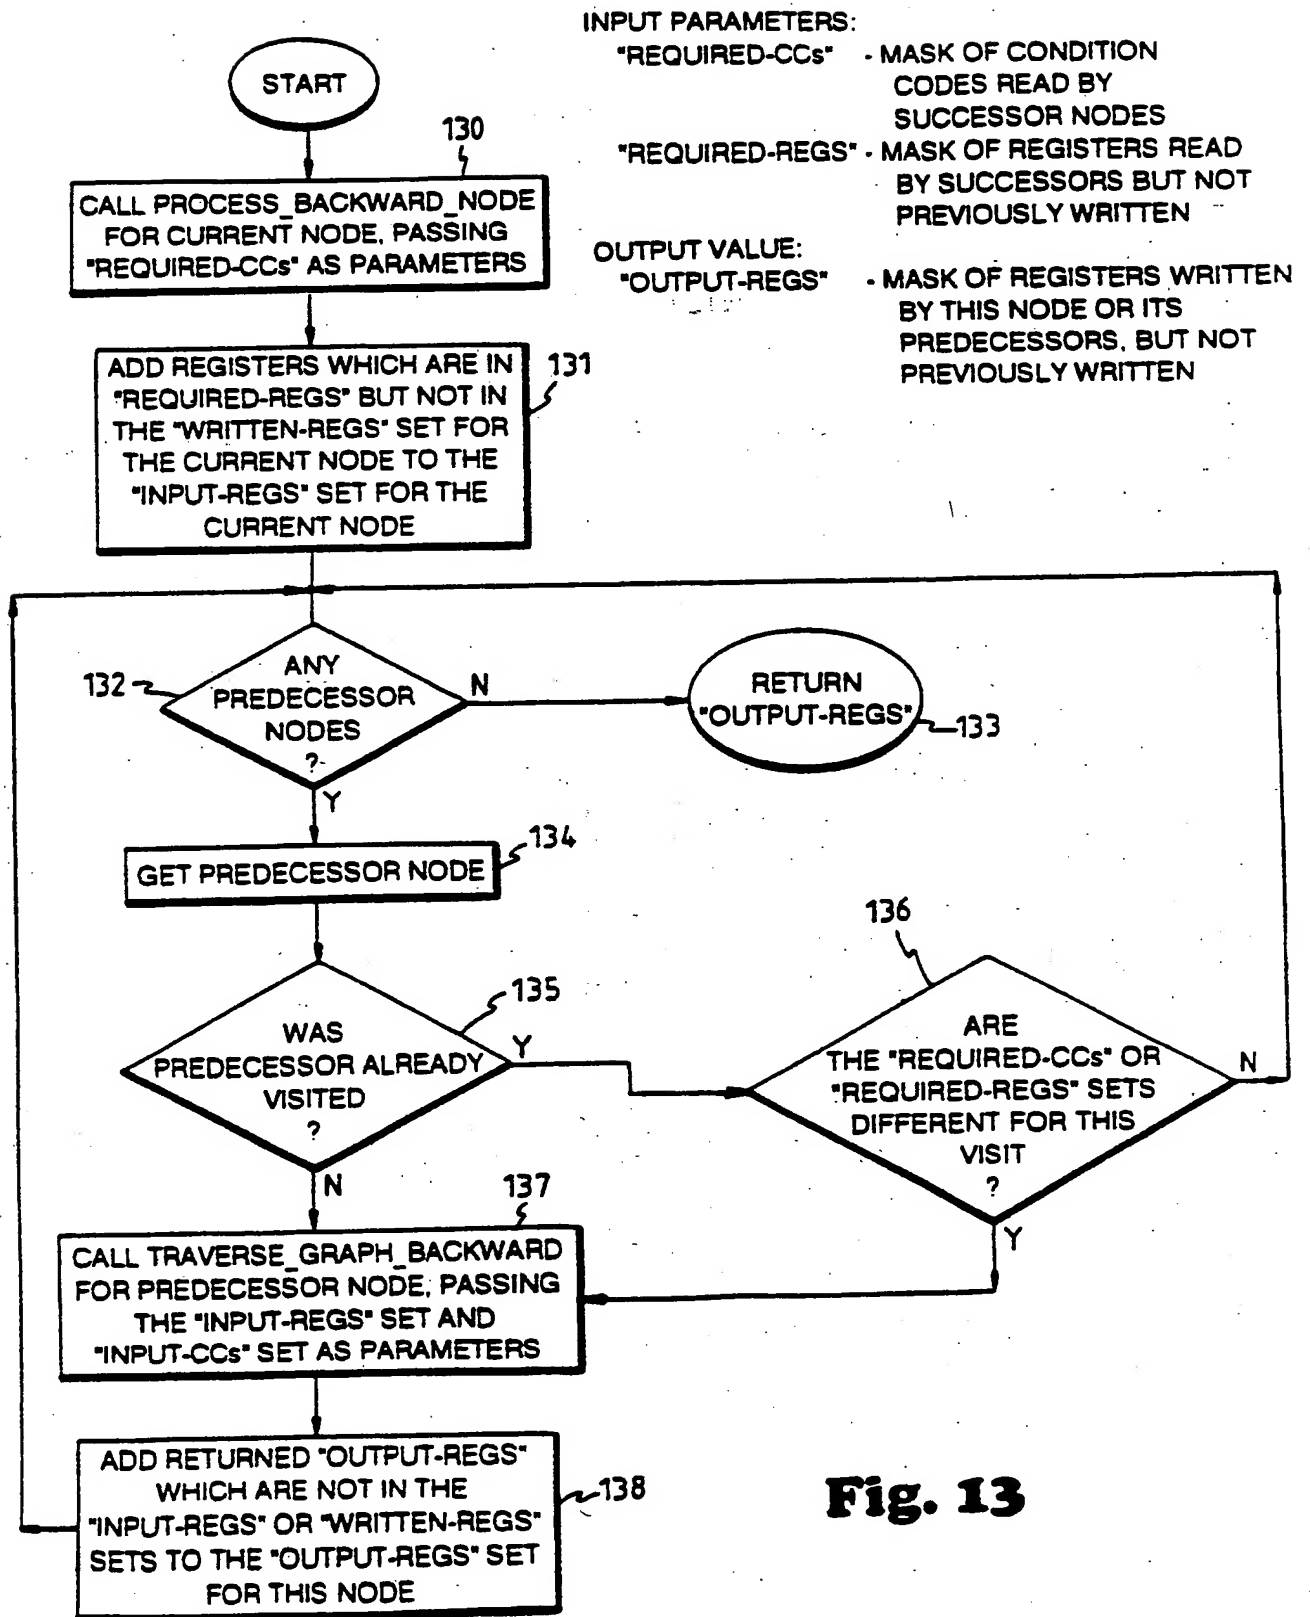 INPUT PARAMETERS:
"REQUIRED-CCs" - MASK OF CONDITION
CODES READ BY
SUCCESSOR NODES
"REQUIRED-REGS" - MASK OF REGISTERS READ
BY SUCCESSORS BUT NOT
PREVIOUSLY WRITTEN
OUTPUT VALUE:
"OUTPUT-REGS" - MASK OF REGISTERS WRITTEN
BY THIS NODE OR ITS
PREDECESSORS, BUT NOT
PREVIOUSLY WRITTEN
START
130
CALL PROCESS_BACKWARD_NODE
FOR CURRENT NODE, PASSING
"REQUIRED-CCs" AS PARAMETERS
131
ADD REGISTERS WHICH ARE IN
"REQUIRED-REGS" BUT NOT IN
THE "WRITTEN-REGS" SET FOR
THE CURRENT NODE TO THE
"INPUT-REGS" SET FOR THE
CURRENT NODE
132
ANY
PREDECESSOR
NODES
?
N
Y
RETURN
"OUTPUT-REGS"
133
134
GET PREDECESSOR NODE
135
WAS
PREDECESSOR ALREADY
VISITED
?
Y
N
136
ARE
THE "REQUIRED-CCs" OR
"REQUIRED-REGS" SETS
DIFFERENT FOR THIS
VISIT
?
N
Y
137
CALL TRAVERSE_GRAPH_BACKWARD
FOR PREDECESSOR NODE, PASSING
THE "INPUT-REGS" SET AND
"INPUT-CCs" SET AS PARAMETERS
138
ADD RETURNED "OUTPUT-REGS"
WHICH ARE NOT IN THE
"INPUT-REGS" OR "WRITTEN-REGS"
SETS TO THE "OUTPUT-REGS" SET
FOR THIS NODE
Fig. 13